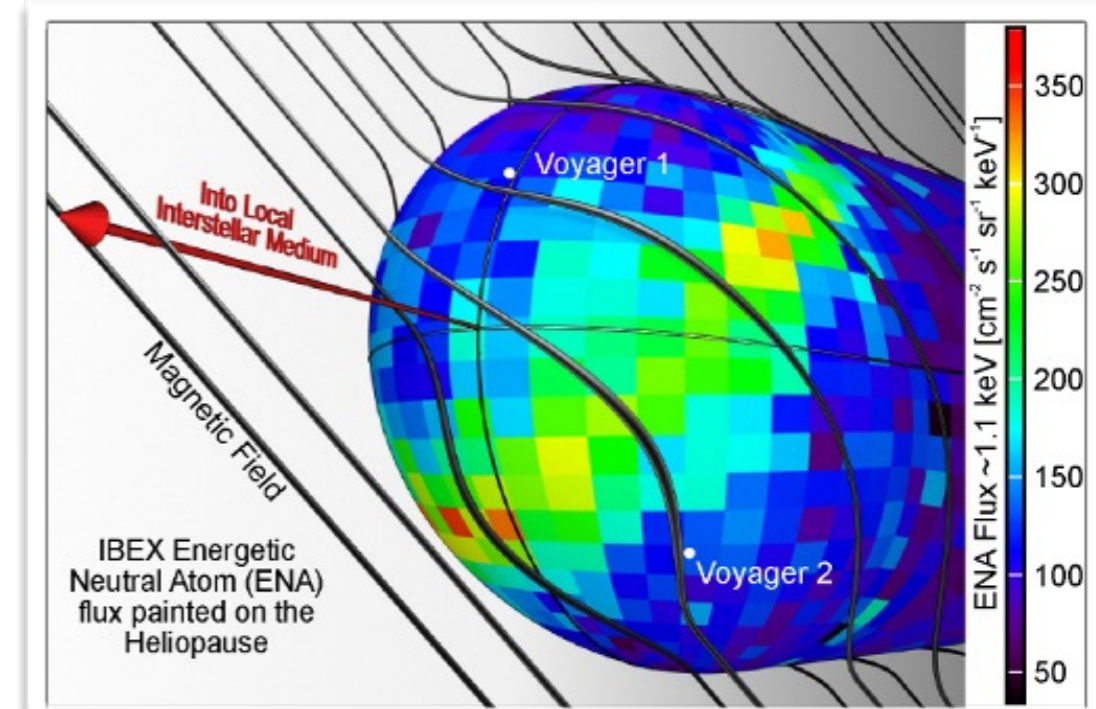 Voyager 1
Into Local
Interstellar Medium
Magnetic Field
IBEX Energetic
Neutral Atom (ENA)
flux painted on the
Heliopause
Voyager 2
ENA Flux ~1.1 keV [cm⁻² s⁻¹ sr⁻¹ keV⁻¹]
350
300
250
200
150
100
50